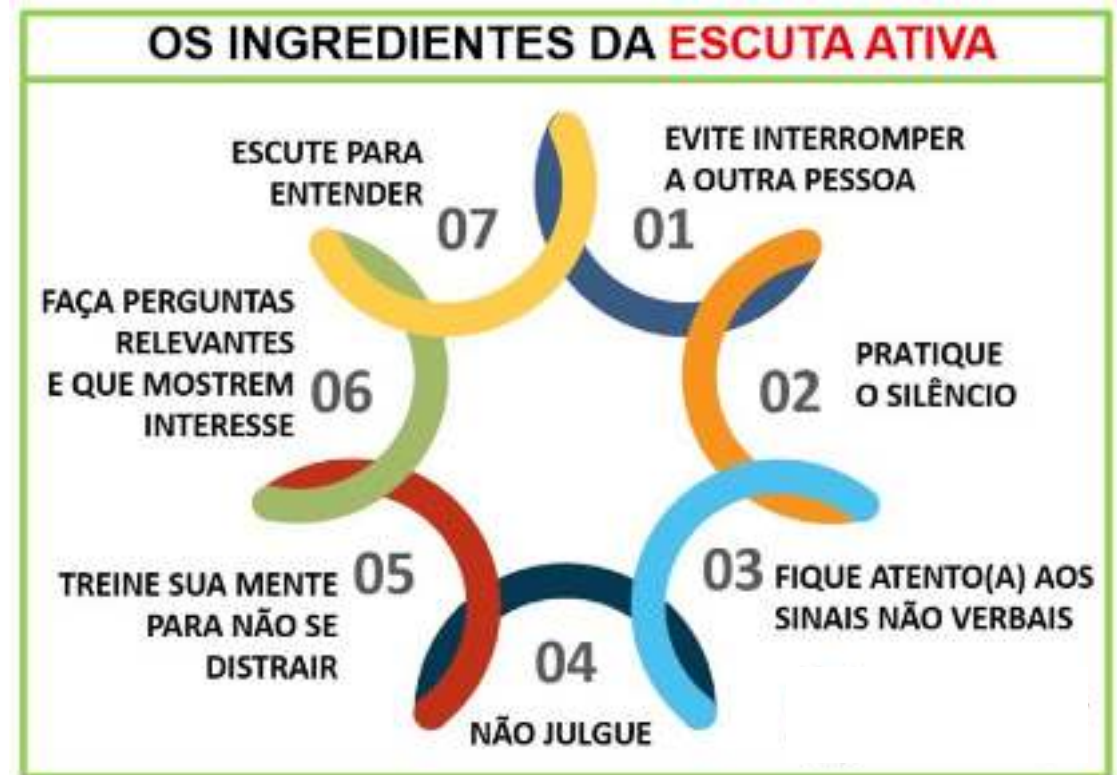 OS INGREDIENTES DA ESCUTA ATIVA
01
EVITE INTERROMPER
A OUTRA PESSOA
02
PRATIQUE
O SILÊNCIO
03
FIQUE ATENTO(A) AOS
SINAIS NÃO VERBAIS
04
NÃO JULGUE
05
TREINE SUA MENTE
PARA NÃO SE
DISTRAIR
06
FAÇA PERGUNTAS
RELEVANTES
E QUE MOSTREM
INTERESSE
07
ESCUTE PARA
ENTENDER